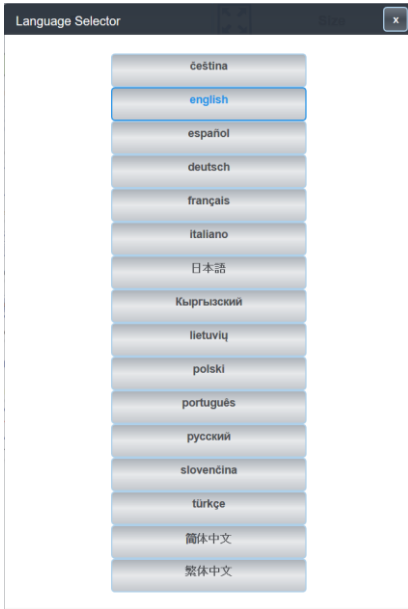 Language Selector
x
čeština
english
español
deutsch
français
italiano
日本語
Кыргызский
lietuvių
polski
português
русский
slovenčina
türkçe
简体中文
繁体中文